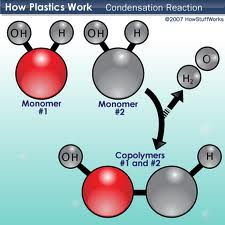 How Plastics Work Condensation Reaction
©2007 HowStuffWorks
OH H OH H
O
H₂
Monomer Monomer
#1 #2
OH H
Copolymers
#1 and #2